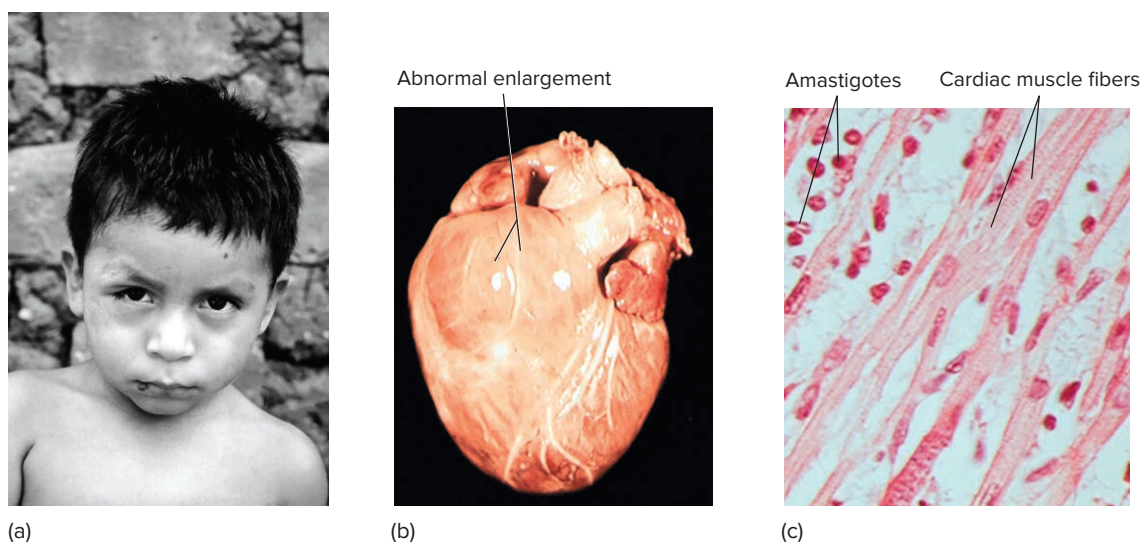 Abnormal enlargement
Amastigotes
Cardiac muscle fibers
(a)
(b)
(c)